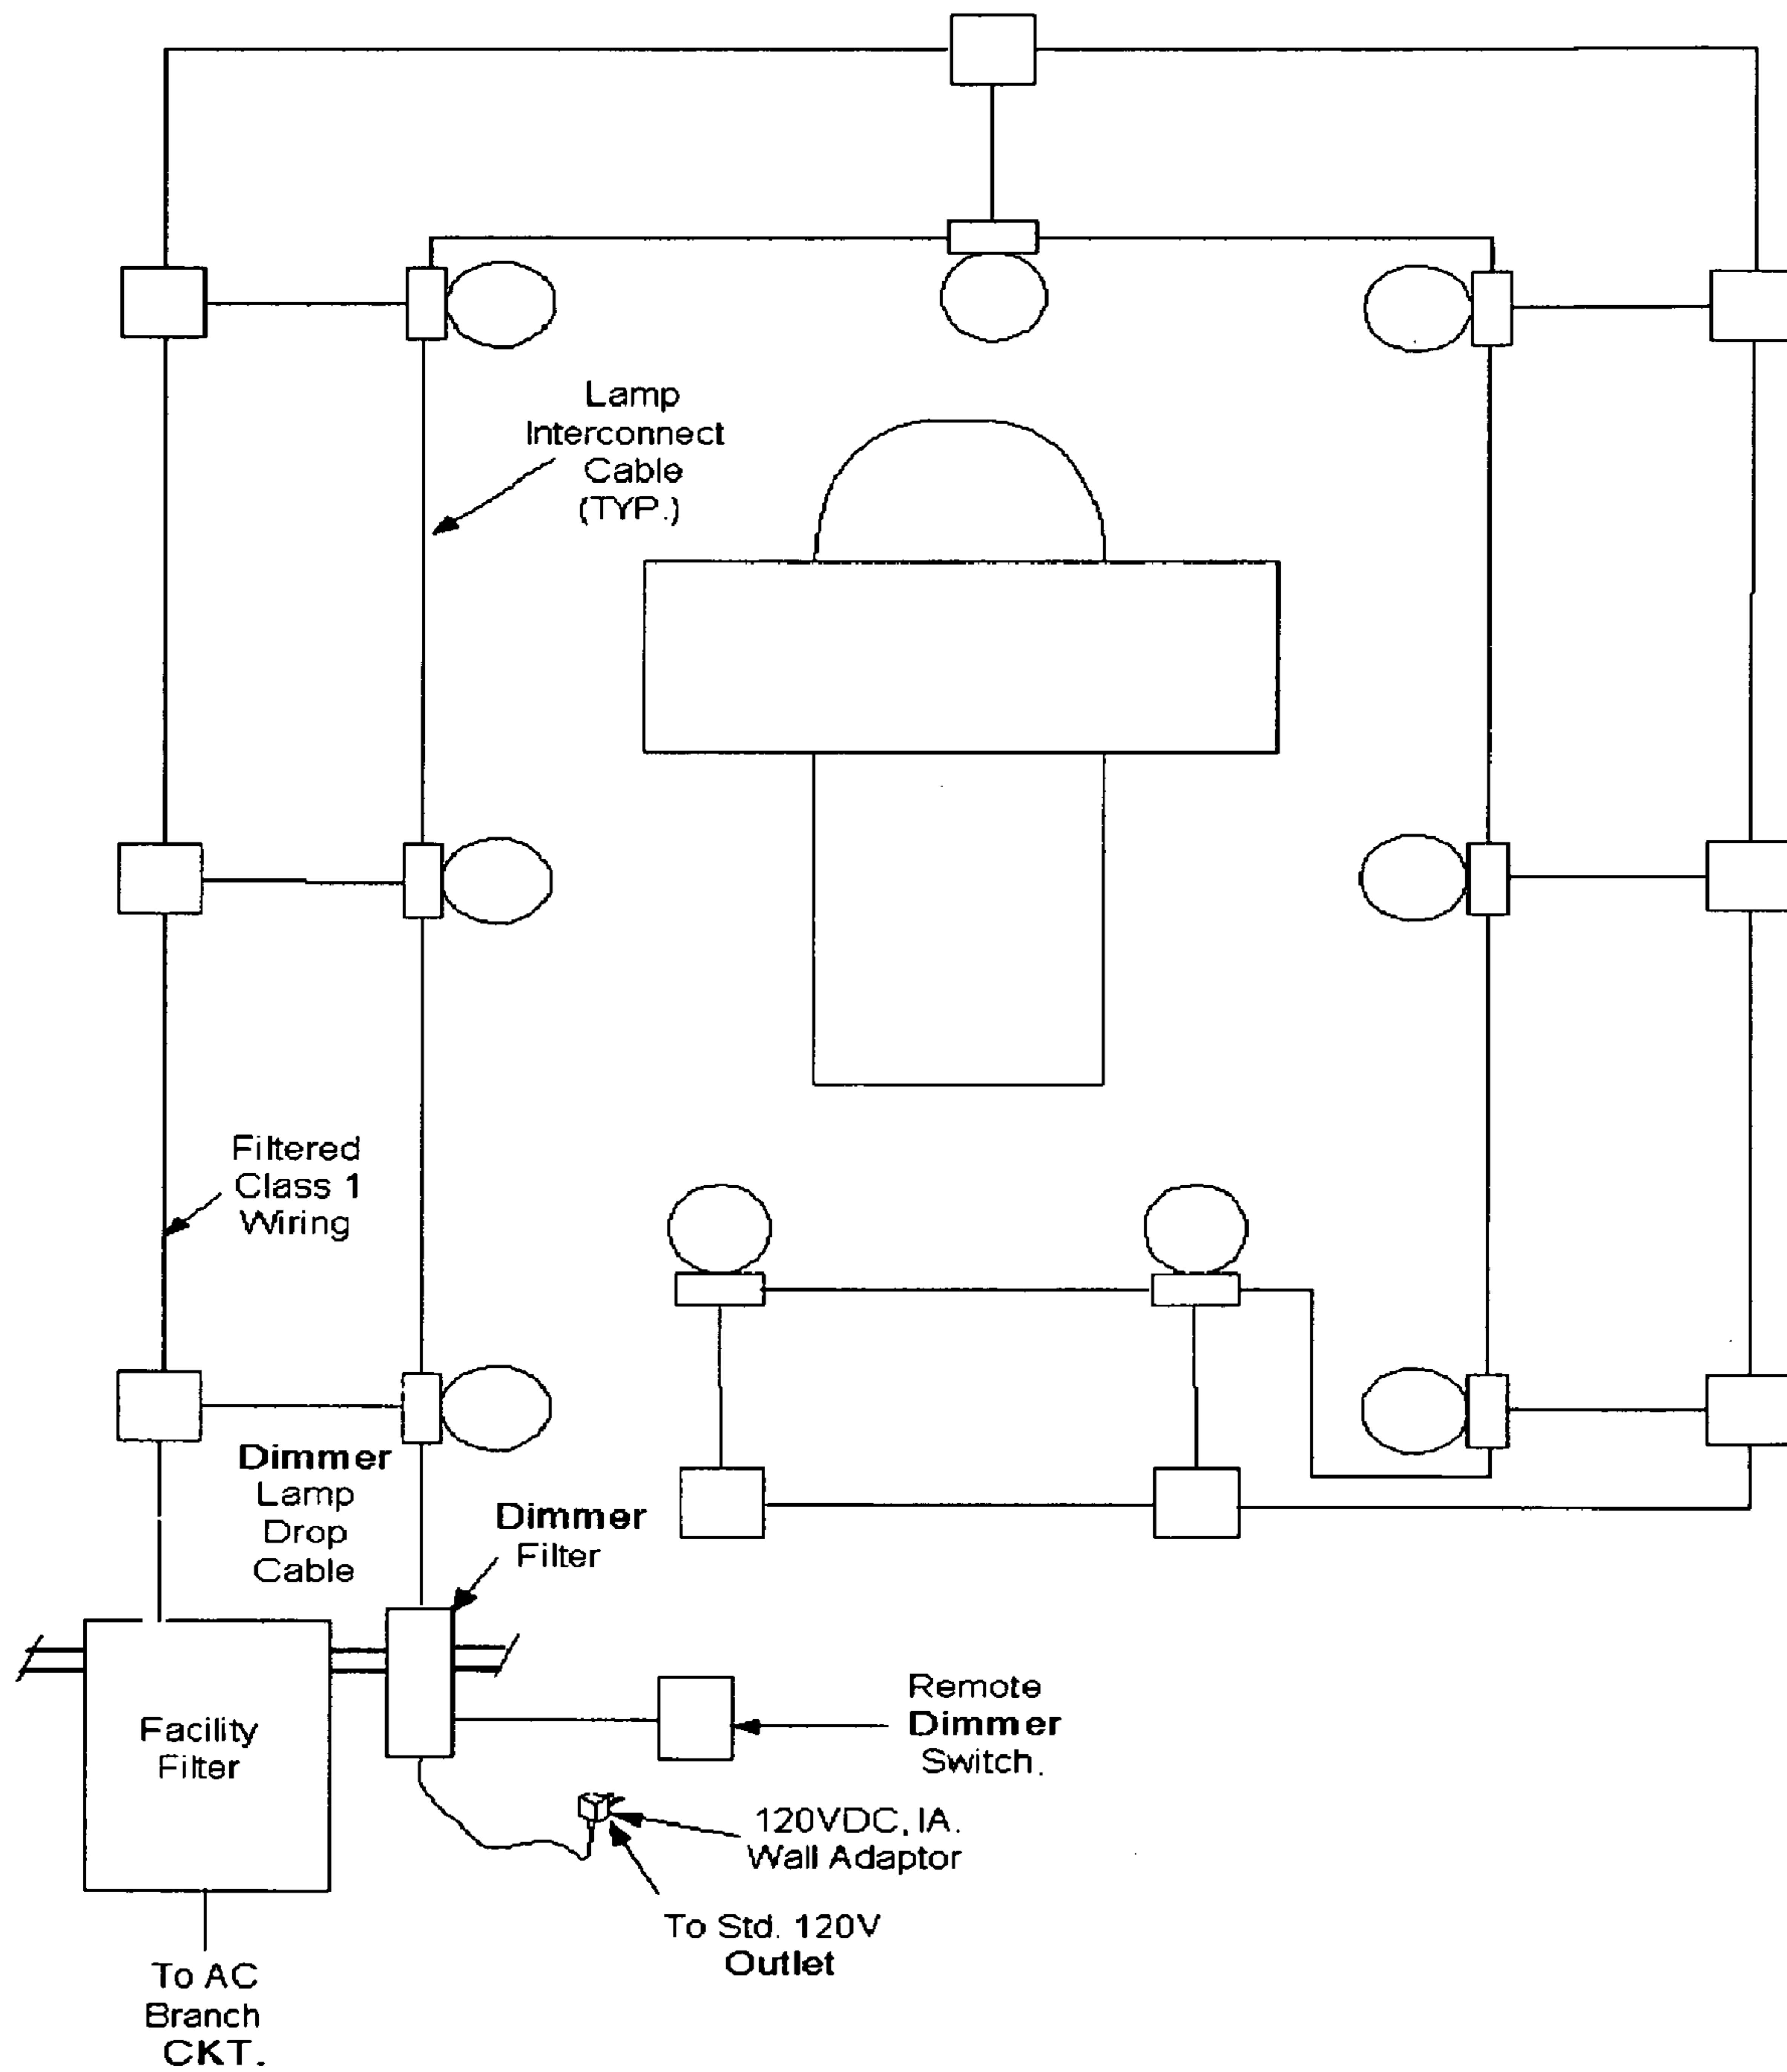 Lamp
Interconnect
Cable
(TYP.)
Filtered
Class 1
Wiring
Dimmer
Lamp
Drop
Cable
Dimmer
Filter
Facility
Filter
Remote
Dimmer
Switch.
120VDC, IA.
Wall Adaptor
To Std. 120V
Outlet
To AC
Branch
CKT.